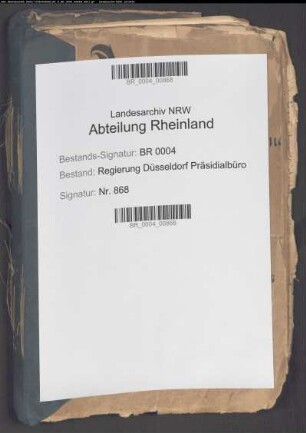 BR_0004_00868
Landesarchiv NRW
Abteilung Rheinland
Bestands-Signatur: BR 0004
Bestand: Regierung Düsseldorf Präsidialbüro
Signatur: Nr. 868
BR_0004_00868